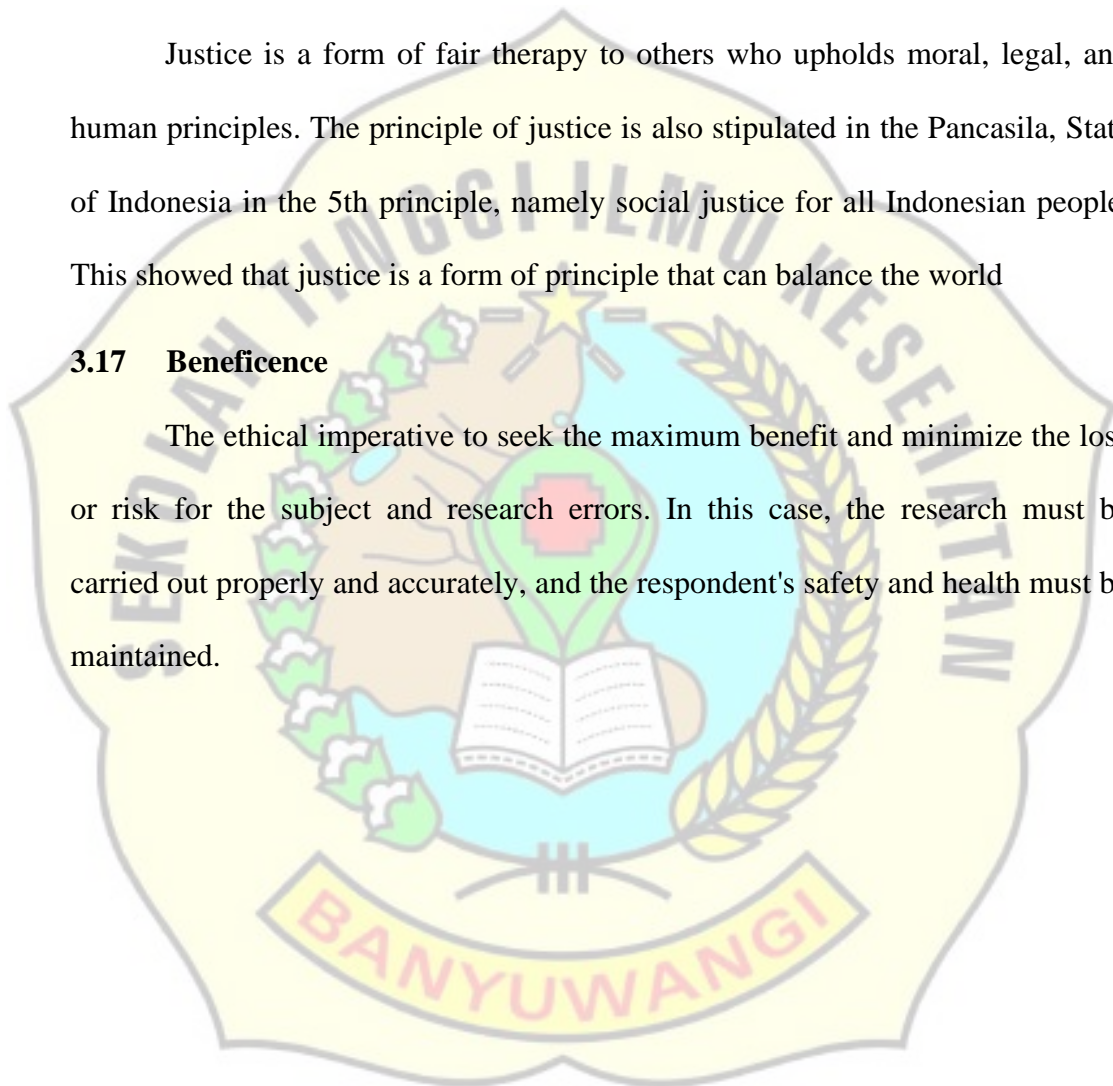 Justice is a form of fair therapy to others who upholds moral, legal, an
human principles. The principle of justice is also stipulated in the Pancasila, Stat
of Indonesia in the 5th principle, namely social justice for all Indonesian people
This showed that justice is a form of principle that can balance the world
3.17 Beneficence
The ethical imperative to seek the maximum benefit and minimize the los
or risk for the subject and research errors. In this case, the research must b
carried out properly and accurately, and the respondent's safety and health must b
maintained.
SEKOLAH TINGGI ILMU KESEHATAN
BANYUWANGI